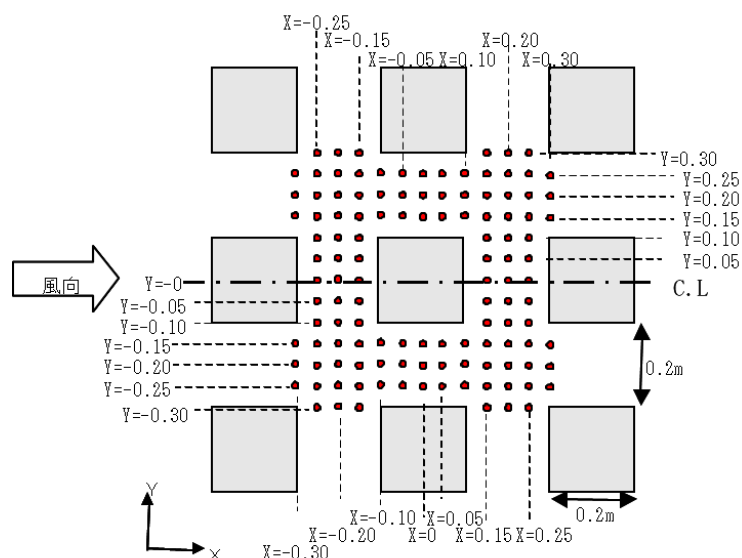 X=-0.25
X=-0.15
X=0.20
X=-0.05
X=0.10
X=0.30
Y=0.30
Y=0.25
Y=0.20
Y=0.15
Y=0.10
Y=0.05
風向
Y=-0
C.L
Y=-0.05
Y=-0.10
Y=-0.15
Y=-0.20
Y=-0.25
Y=-0.30
0.2m
0.2m
Y
X
X=-0.10
X=0.05
X=-0.20
X=0
X=0.15
X=0.25
X=-0.30